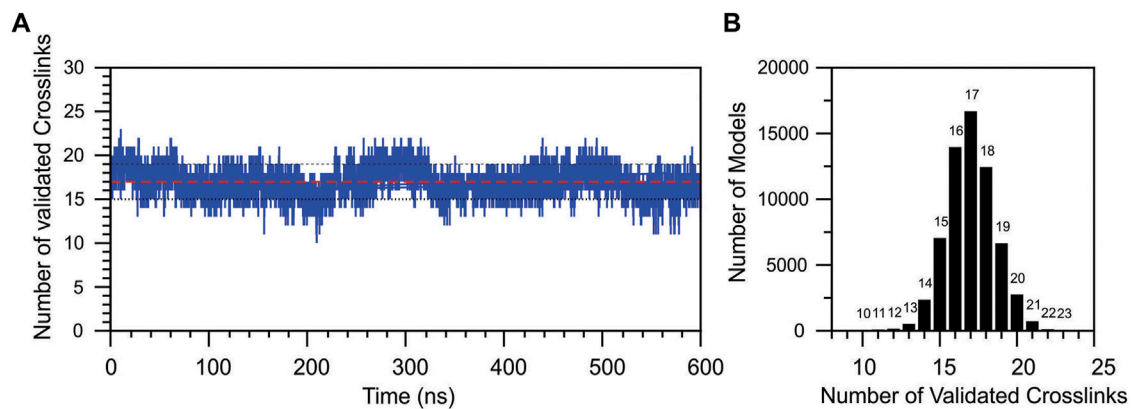 A
Number of validated Crosslinks
30
25
20
15
10
5
0
0 100 200 300 400 500 600
Time (ns)
B
Number of Models
20000
15000
10000
5000
0
10 11 12 13 14 15 16 17 18 19 20 21 22 23
10 15 20 25
Number of Validated Crosslinks